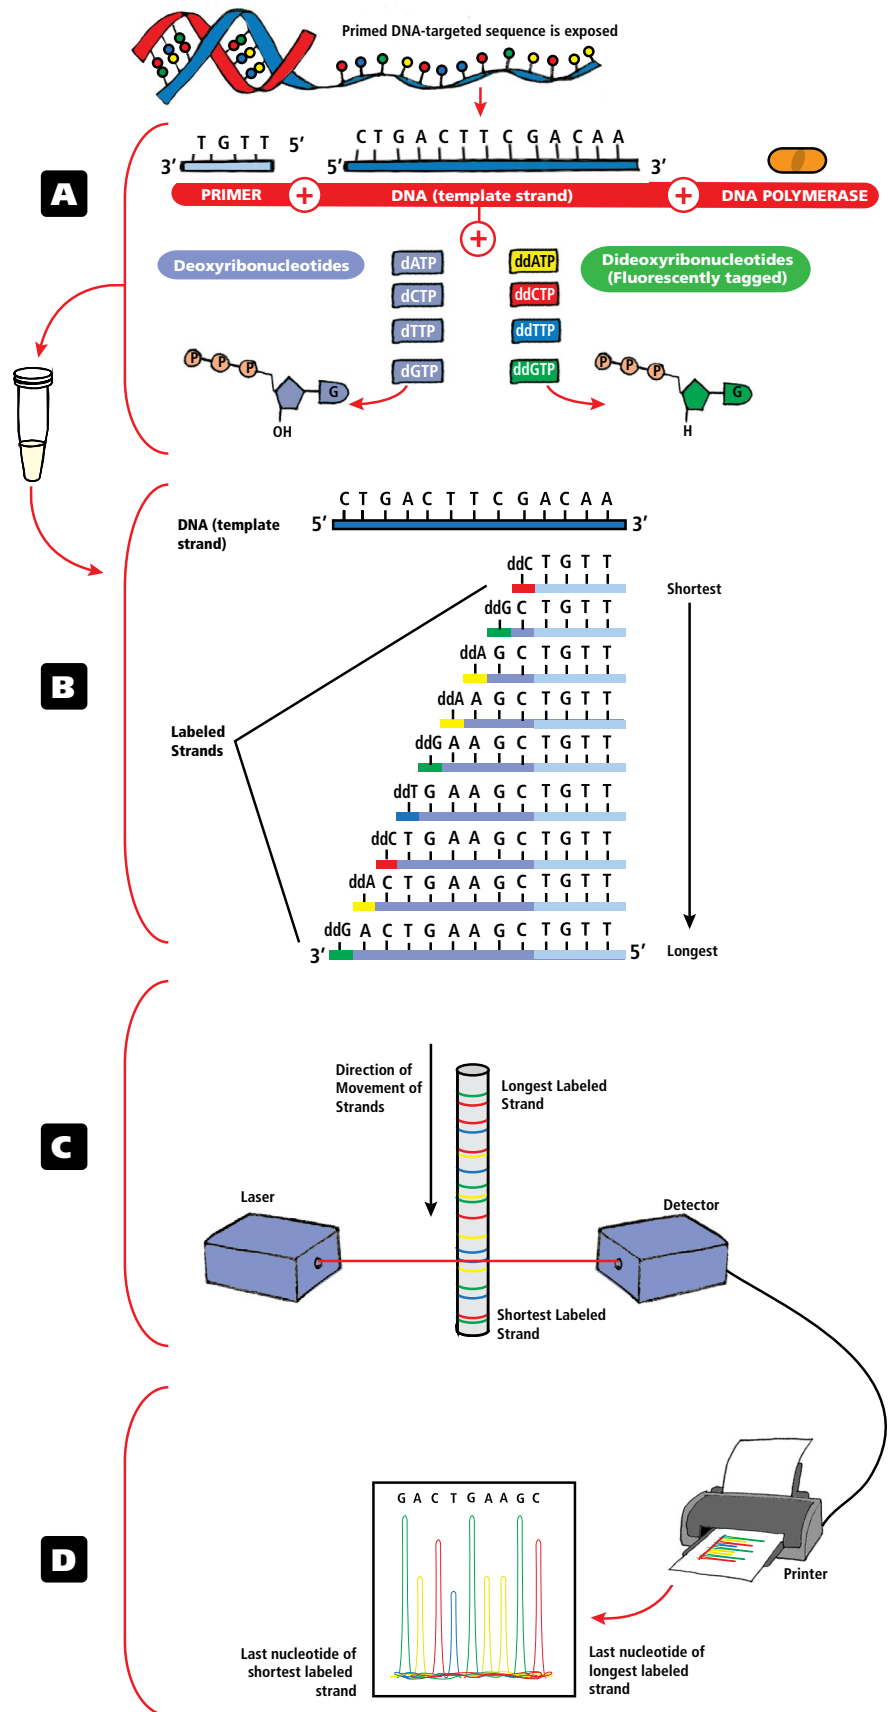 Primed DNA-targeted sequence is exposed
A
T G T T 5’
3’
C T G A C T T C G A C A A
5’ 3’
PRIMER + DNA (template strand) + DNA POLYMERASE
+
Deoxyribonucleotides
dATP
dCTP
dTTP
dGTP
ddATP
ddCTP
ddTTP
ddGTP
Dideoxyribonucleotides
(Fluorescently tagged)
P P P G
OH
P P P G
H
B
DNA (template
strand)
C T G A C T T C G A C A A
5’ 3’
ddC T G T T
ddG C T G T T
ddA G C T G T T
ddA A G C T G T T
ddG A A G C T G T T
ddT G A A G C T G T T
ddC T G A A G C T G T T
ddA C T G A A G C T G T T
ddG A C T G A A G C T G T T
3’ 5’
Labeled
Strands
Shortest
Longest
C
Direction of
Movement of
Strands
Longest Labeled
Strand
Laser
Detector
Shortest Labeled
Strand
D
G A C T G A A G C
Printer
Last nucleotide of
shortest labeled
strand
Last nucleotide of
longest labeled
strand